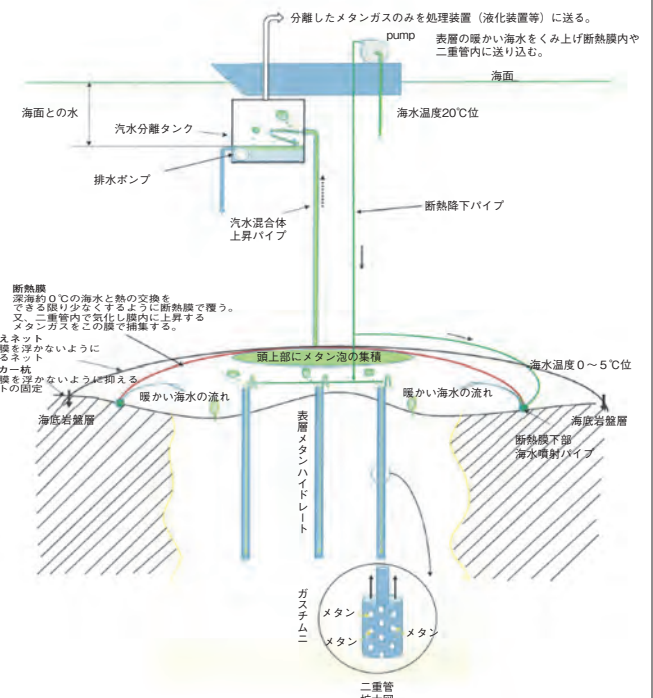 分離したメタンガスのみを処理装置（液化装置等）に送る。
pump
表層の暖かい海水をくみ上げ断熱膜内や
二重管内に送り込む。
海面
海面との水
海水温度20℃位
汽水分離タンク
排水ポンプ
汽水混合体
上昇パイプ
断熱降下パイプ
断熱膜
深海約0℃の海水と熱の交換を
できる限り少なくするように断熱膜で覆う。
又、二重管内で気化し膜内に上昇する
メタンガスをこの膜で捕集する。
えネット
膜を浮かないように
るネット
カー杭
膜を浮かないように抑える
トの固定
頭上部にメタン泡の集積
海水温度０～５℃位
暖かい海水の流れ
暖かい海水の流れ
海底岩盤層
海底岩盤層
断熱膜下部
海水噴射パイプ
表層メタンハイドレート
ガスチムニ
メタン
メタン
メタン
二重管